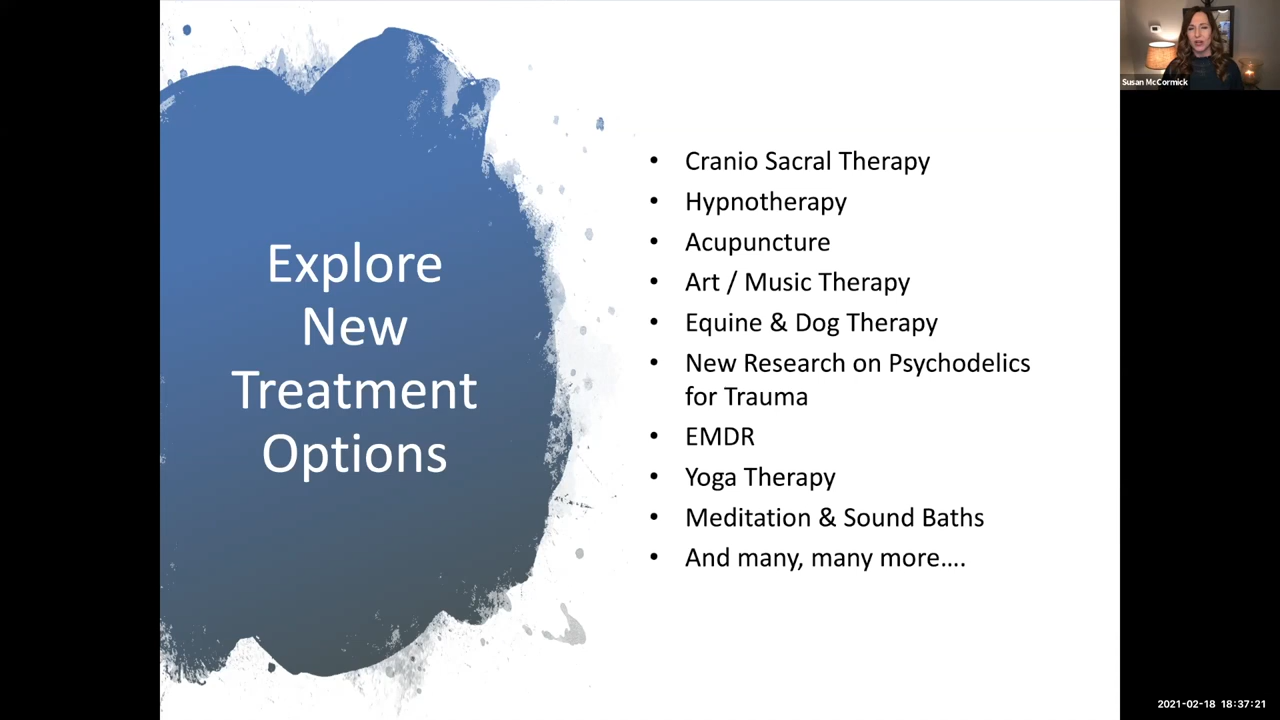 Susan McCormick
Explore
New
Treatment
Options
• Cranio Sacral Therapy
• Hypnotherapy
• Acupuncture
• Art / Music Therapy
• Equine & Dog Therapy
• New Research on Psychodelics
for Trauma
• EMDR
• Yoga Therapy
• Meditation & Sound Baths
• And many, many more….
2021-02-18 18:37:21